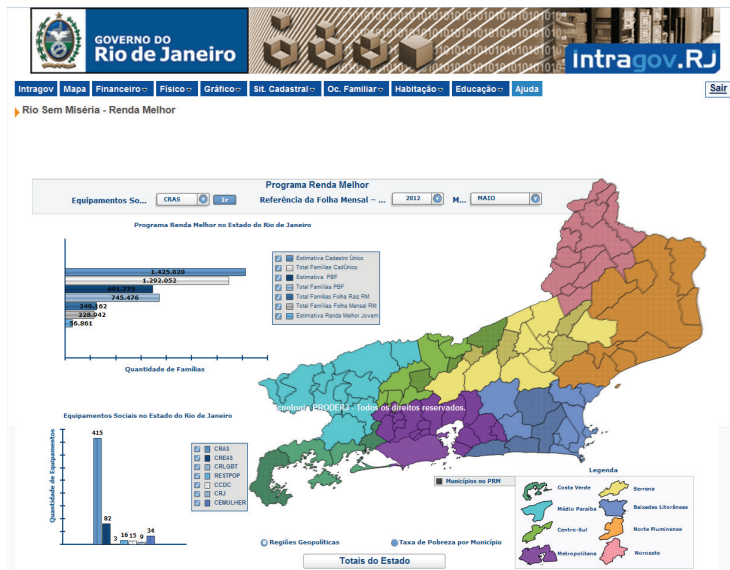 GOVERNO DO
Rio de Janeiro
intragov.RJ
Intragov Mapa Financeiro Físico Gráfico Sit. Cadastral Oc. Familiar Habitação Educação Ajuda Sair
Rio Sem Miséria - Renda Melhor
Programa Renda Melhor
Equipamentos So... CRAS Ir Referência da Folha Mensal – ... 2012 M... MAIO
Programa Renda Melhor no Estado do Rio de Janeiro
1.425.020
1.292.052
745.476
249.162
228.042
56.861
Quantidade de Famílias
Estimativa Cadastro Único
Total Famílias CadÚnico
Estimativa PBF
Total Famílias PBF
Total Famílias Folha Raiz RM
Total Famílias Folha Mensal RM
Estimativa Renda Melhor Jovem
Tecnologia PRODERJ - Todos os direitos reservados.
Equipamentos Sociais no Estado do Rio de Janeiro
Quantidade de Equipamentos
415
82
3 16 15 9 34
CRAS
CREAS
CRLGBT
RESTPOP
CCDC
CRJ
CEMULHER
Municípios no PRM
Legenda
Costa Verde Serrana
Médio Paraíba Baixadas Litorâneas
Centro-Sul Norte Fluminense
Metropolitana Noroeste
Regiões Geopolíticas Taxa de Pobreza por Município
Totais do Estado